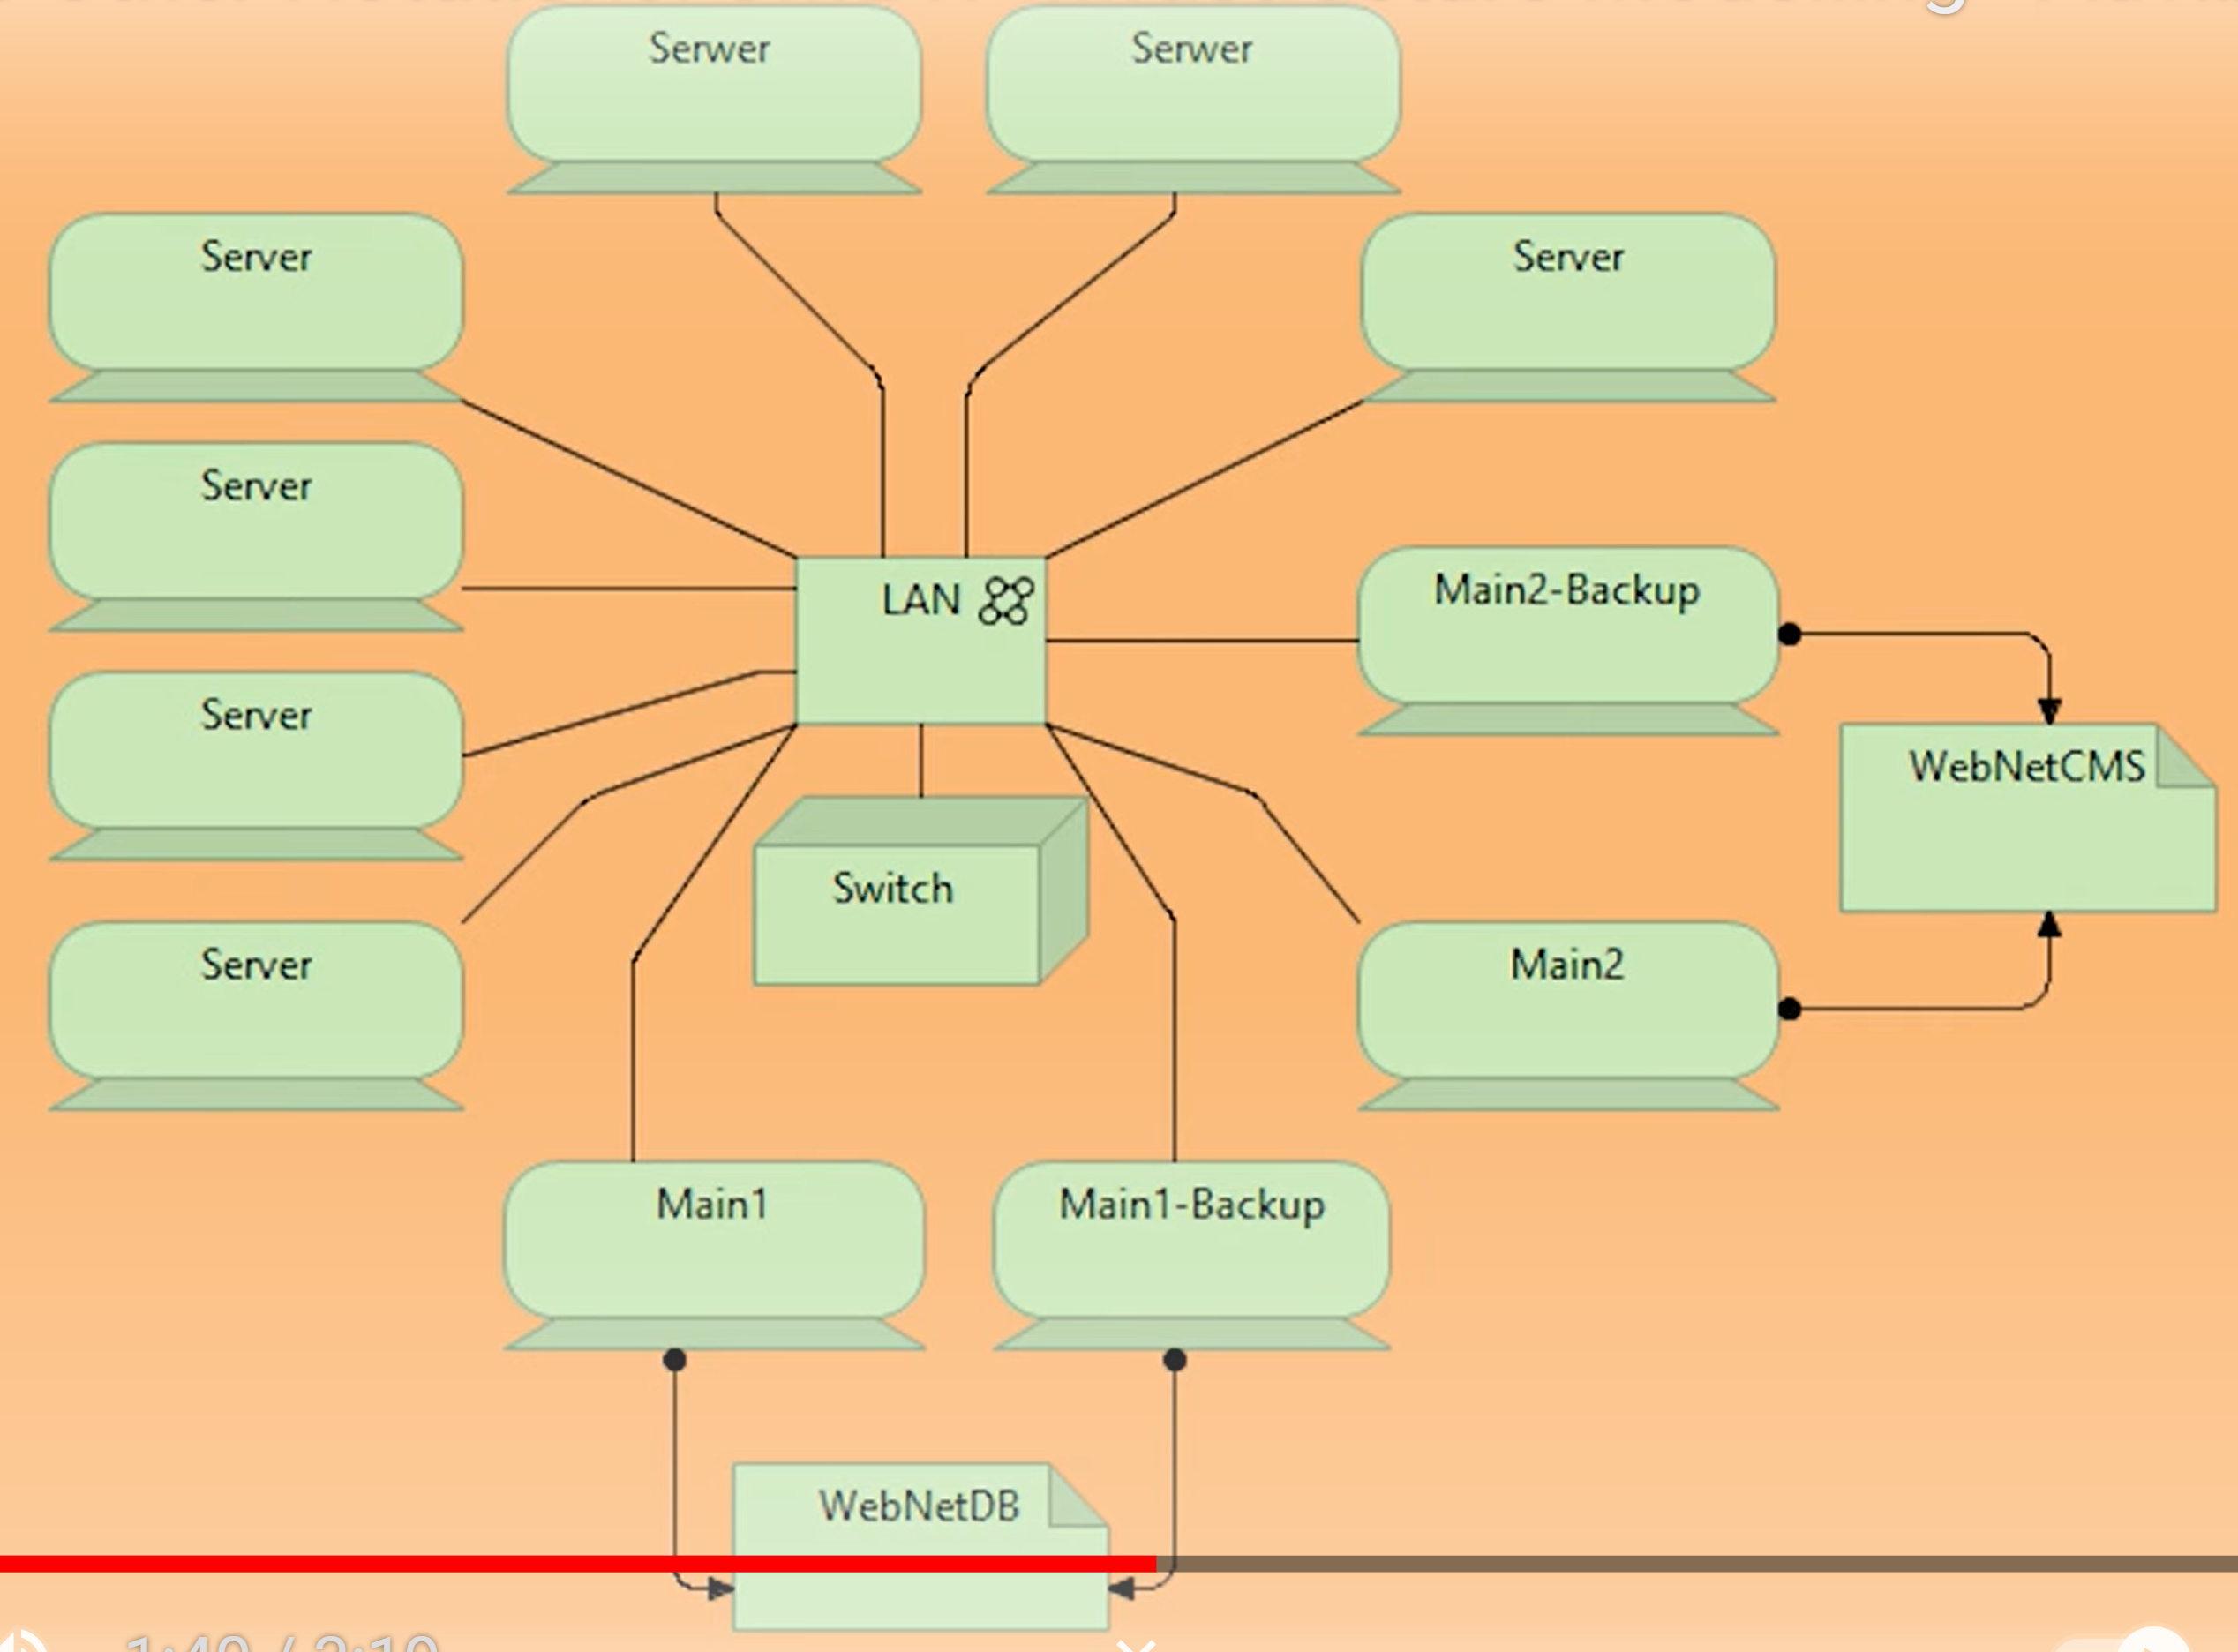 Serwer
Serwer
Server
Server
Server
Server
Server
LAN
Main2-Backup
WebNetCMS
Switch
Main2
Main1
Main1-Backup
WebNetDB